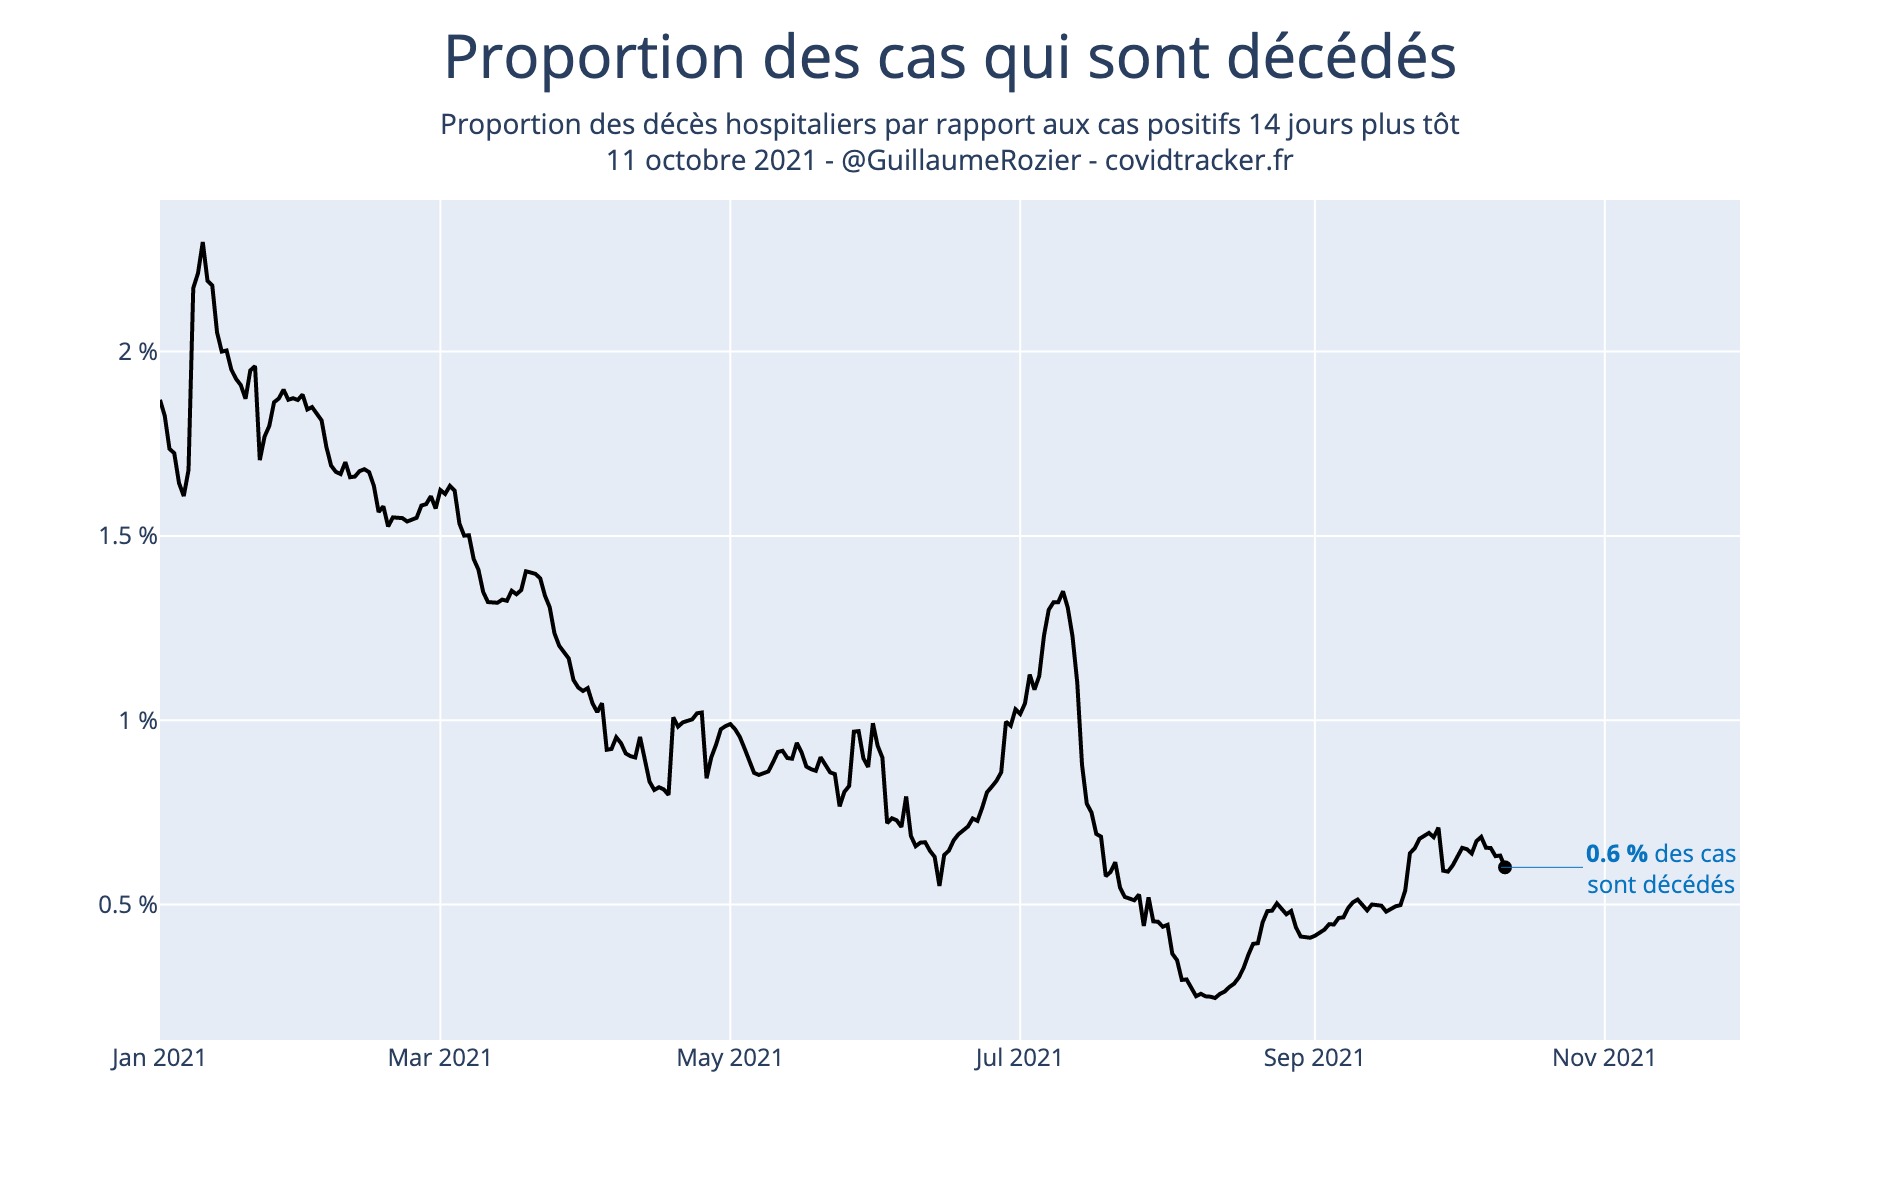 Proportion des cas qui sont décédés
Proportion des décès hospitaliers par rapport aux cas positifs 14 jours plus tôt
11 octobre 2021 - @GuillaumeRozier - covidtracker.fr
2 %
1.5 %
1 %
0.5 %
0.6 % des cas
sont décédés
Jan 2021
Mar 2021
May 2021
Jul 2021
Sep 2021
Nov 2021